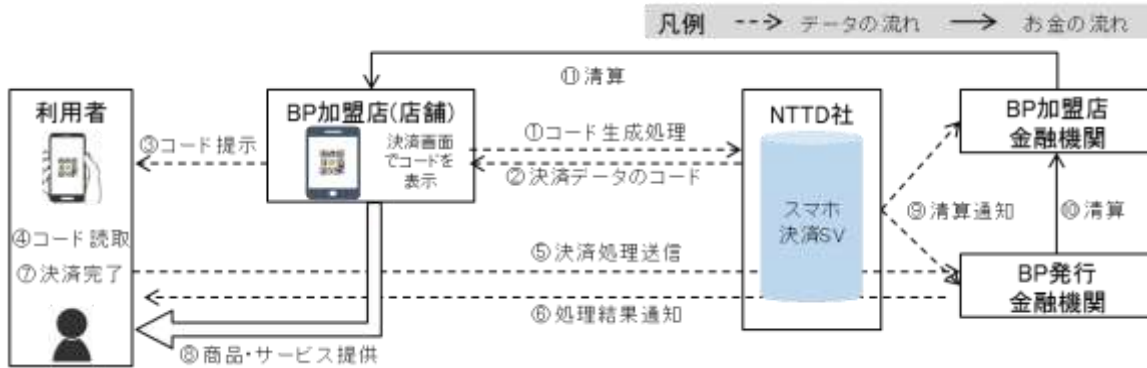 凡例 データの流れ お金の流れ
⑪清算
利用者
BP加盟店(店舗)
決済画面
でコードを
表示
NTTD社
BP加盟店
金融機関
③コード提示
①コード生成処理
②決済データのコード
スマホ
決済SV
⑨清算通知
⑩清算
④コード読取
⑦決済完了
⑤決済処理送信
⑥処理結果通知
BP発行
金融機関
⑧商品・サービス提供